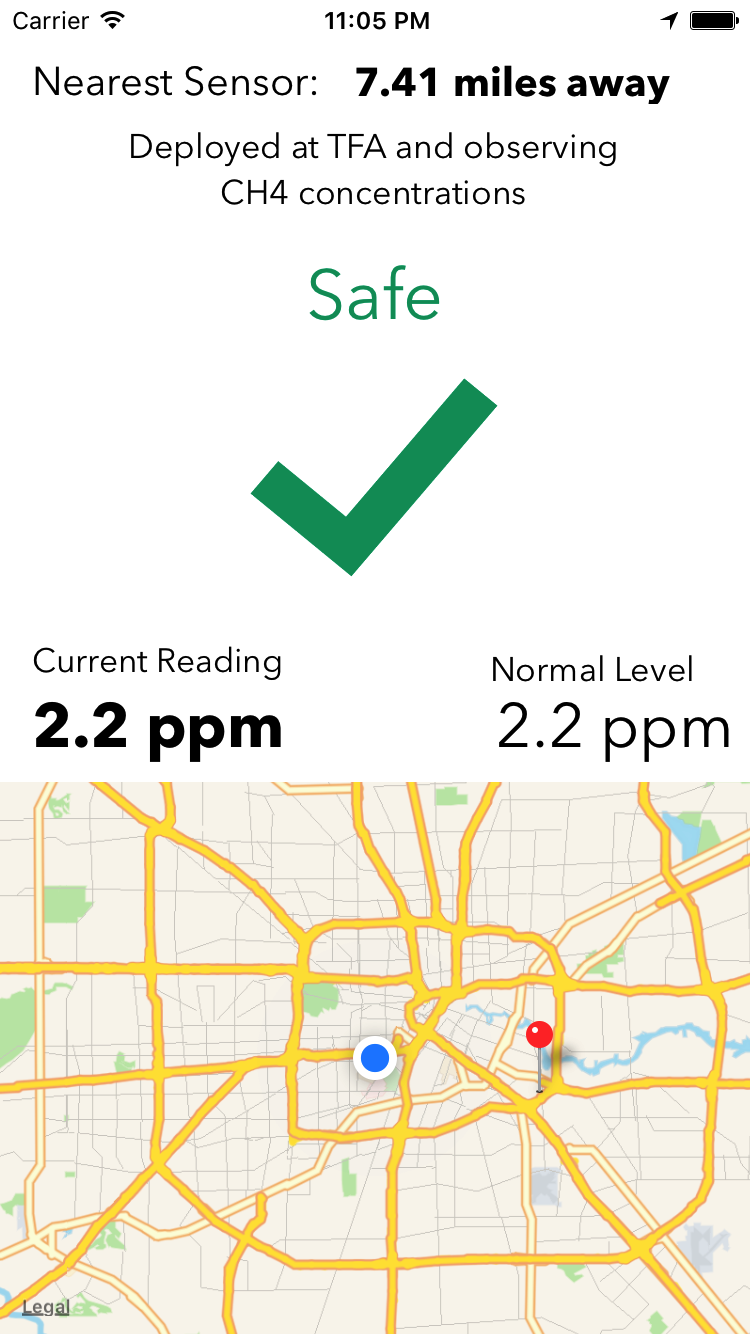 Carrier 11:05 PM
Nearest Sensor: 7.41 miles away
Deployed at TFA and observing
CH4 concentrations
Safe
Current Reading
Normal Level
2.2 ppm
2.2 ppm
Legal